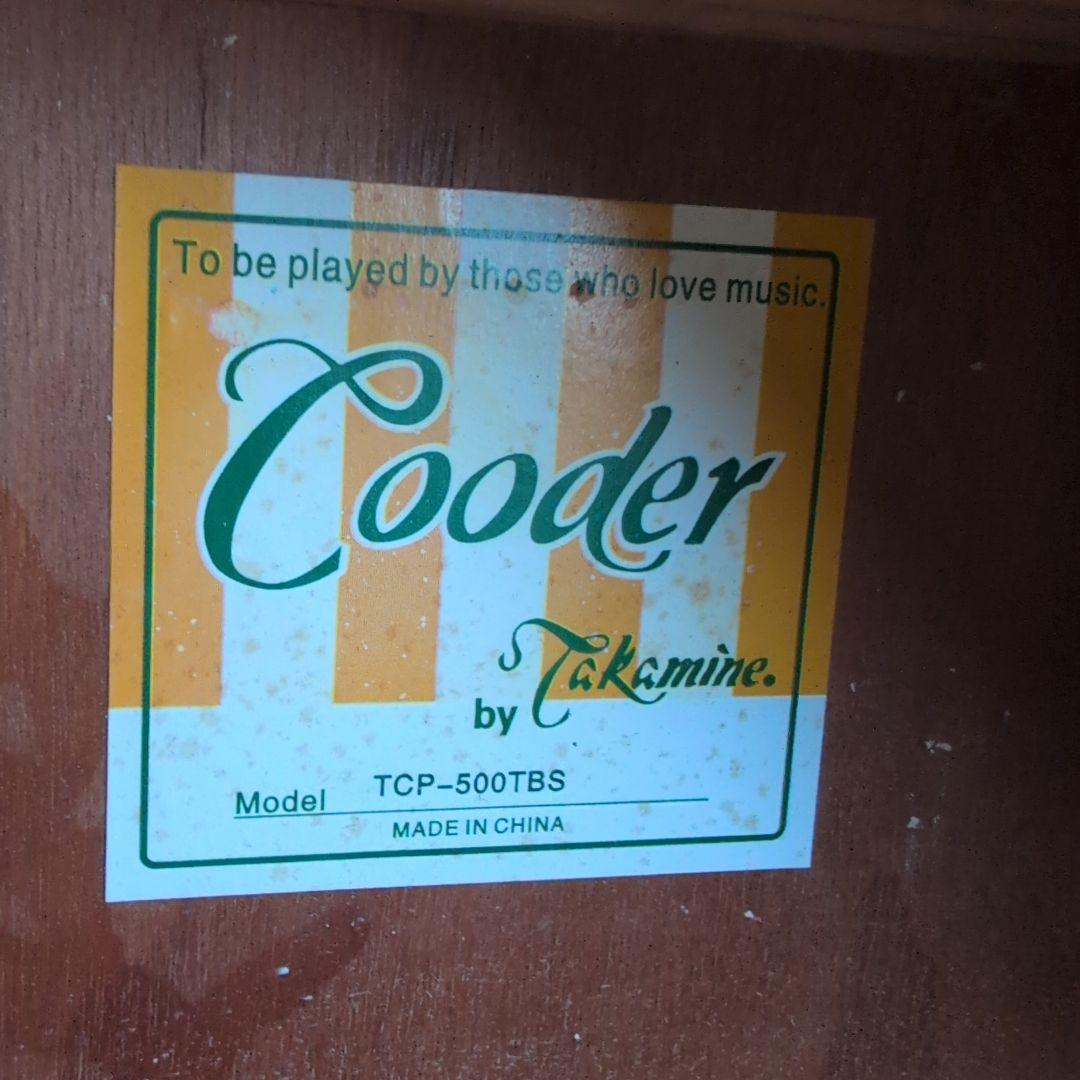 To be played by those who love music.
Cooder
by Takamine.
Model TCP-500TBS
MADE IN CHINA